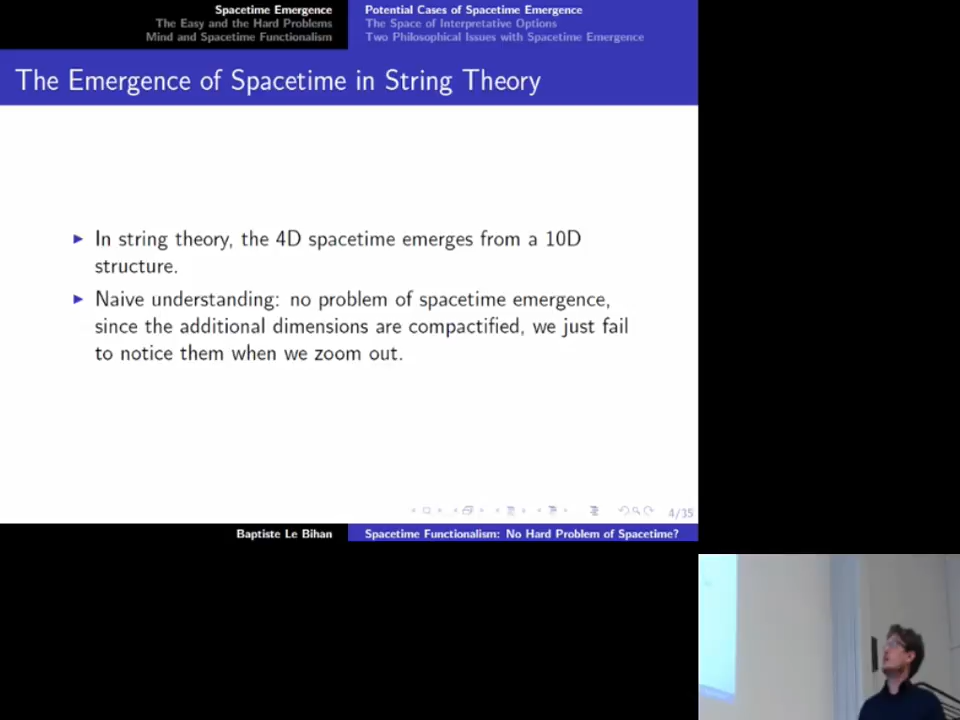 Spacetime Emergence
The Easy and the Hard Problems
Mind and Spacetime Functionalism
Potential Cases of Spacetime Emergence
The Space of Interpretative Options
Two Philosophical Issues with Spacetime Emergence
The Emergence of Spacetime in String Theory
In string theory, the 4D spacetime emerges from a 10D
structure.
Naive understanding: no problem of spacetime emergence,
since the additional dimensions are compactified, we just fail
to notice them when we zoom out.
4/35
Baptiste Le Bihan
Spacetime Functionalism: No Hard Problem of Spacetime?